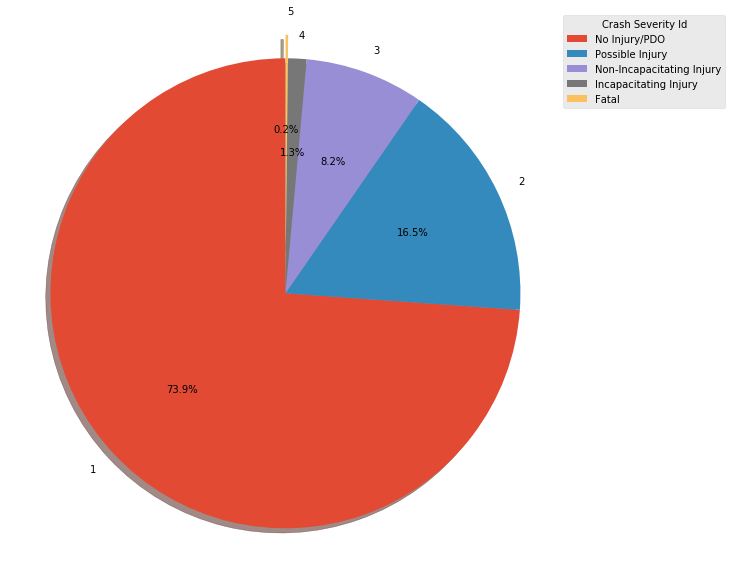 5
4
3
2
1
0.2%
1.3%
8.2%
16.5%
73.9%
Crash Severity Id
No Injury/PDO
Possible Injury
Non-Incapacitating Injury
Incapacitating Injury
Fatal